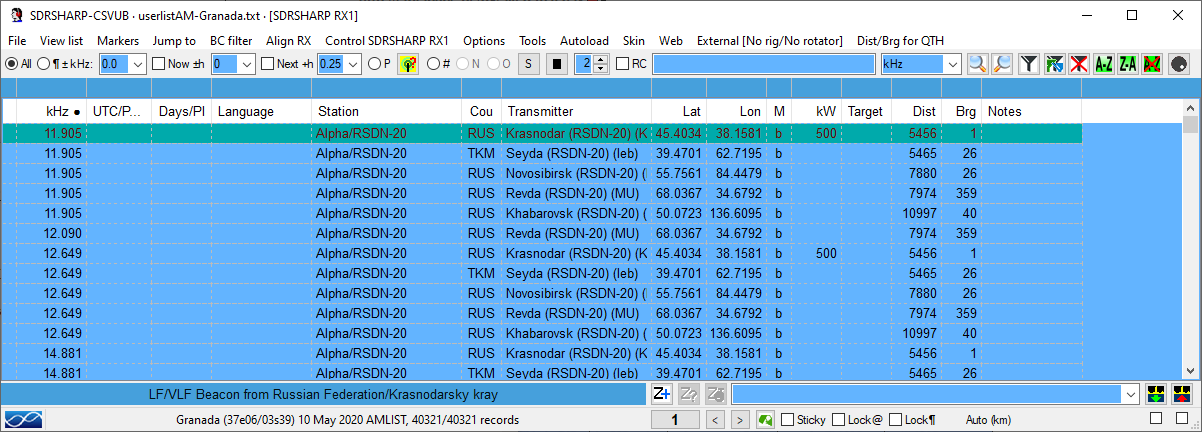 SDRSHARP-CSVUB · userlistAM-Granada.txt · [SDRSHARP RX1]
File View list Markers Jump to BC filter Align RX Control SDRSHARP RX1 Options Tools Autoload Skin Web External [No rig/No rotator] Dist/Brg for QTH
All ¶ ± kHz: 0.0 Now ±h 0 Next +h 0.25 P # N O S 2 RC kHz A-Z Z-A A-Z
kHz ● UTC/P... Days/Pl Language Station Cou Transmitter Lat Lon M kW Target Dist Brg Notes
11.905 Alpha/RSDN-20 RUS Krasnodar (RSDN-20) (K 45.4034 38.1581 b 500 5456 1
11.905 Alpha/RSDN-20 TKM Seyda (RSDN-20) (leb) 39.4701 62.7195 b 5465 26
11.905 Alpha/RSDN-20 RUS Novosibirsk (RSDN-20) ( 55.7561 84.4479 b 7880 26
11.905 Alpha/RSDN-20 RUS Revda (RSDN-20) (MU) 68.0367 34.6792 b 7974 359
11.905 Alpha/RSDN-20 RUS Khabarovsk (RSDN-20) ( 50.0723 136.6095 b 10997 40
12.090 Alpha/RSDN-20 RUS Revda (RSDN-20) (MU) 68.0367 34.6792 b 7974 359
12.649 Alpha/RSDN-20 RUS Krasnodar (RSDN-20) (K 45.4034 38.1581 b 500 5456 1
12.649 Alpha/RSDN-20 TKM Seyda (RSDN-20) (leb) 39.4701 62.7195 b 5465 26
12.649 Alpha/RSDN-20 RUS Novosibirsk (RSDN-20) ( 55.7561 84.4479 b 7880 26
12.649 Alpha/RSDN-20 RUS Revda (RSDN-20) (MU) 68.0367 34.6792 b 7974 359
12.649 Alpha/RSDN-20 RUS Khabarovsk (RSDN-20) ( 50.0723 136.6095 b 10997 40
14.881 Alpha/RSDN-20 RUS Krasnodar (RSDN-20) (K 45.4034 38.1581 b 5456 1
14.881 Alpha/RSDN-20 TKM Seyda (RSDN-20) (leb) 39.4701 62.7195 b 5465 26
LF/VLF Beacon from Russian Federation/Krasnodarsky kray Z+ Z? Z
Granada (37e06/03s39) 10 May 2020 AMLIST, 40321/40321 records 1 < > Sticky Lock@ Lock¶ Auto (km)